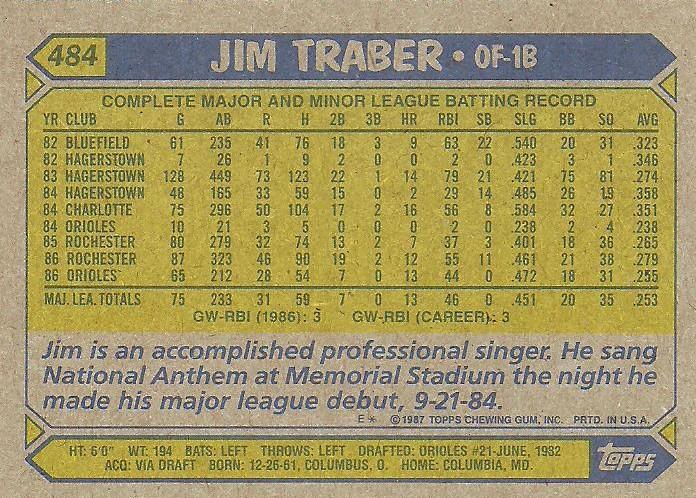 484 JIM TRABER • OF-1B
COMPLETE MAJOR AND MINOR LEAGUE BATTING RECORD
YR CLUB G AB R H 2B 3B HR RBI SB SLG BB SO AVG
82 BLUEFIELD 61 235 41 76 18 3 9 63 22 .540 20 31 .323
82 HAGERSTOWN 7 26 1 9 2 0 0 2 0 .423 3 1 .346
83 HAGERSTOWN 128 449 73 123 22 1 14 79 21 .421 75 81 .274
84 HAGERSTOWN 48 165 33 59 15 0 2 29 14 .485 26 19 .358
84 CHARLOTTE 75 296 50 104 17 2 16 56 8 .584 32 27 .351
84 ORIOLES 10 21 3 5 0 0 0 2 0 .238 2 4 .238
85 ROCHESTER 80 279 32 74 13 2 7 37 3 .401 18 36 .265
86 ROCHESTER 87 323 46 90 19 2 12 55 11 .461 21 38 .279
86 ORIOLES 65 212 28 54 7 0 13 44 0 .472 18 31 .255
MAJ. LEA. TOTALS 75 233 31 59 7 0 13 46 0 .451 20 35 .253
GW-RBI (1986): 3 GW-RBI (CAREER): 3
Jim is an accomplished professional singer. He sang
National Anthem at Memorial Stadium the night he
made his major league debut, 9-21-84.
E* ©1987 TOPPS CHEWING GUM, INC. PRTD. IN U.S.A.
HT: 6'0" WT: 194 BATS: LEFT THROWS: LEFT DRAFTED: ORIOLES #21-JUNE, 1982
ACQ: VIA DRAFT BORN: 12-26-61, COLUMBUS, O. HOME: COLUMBIA, MD.
topps